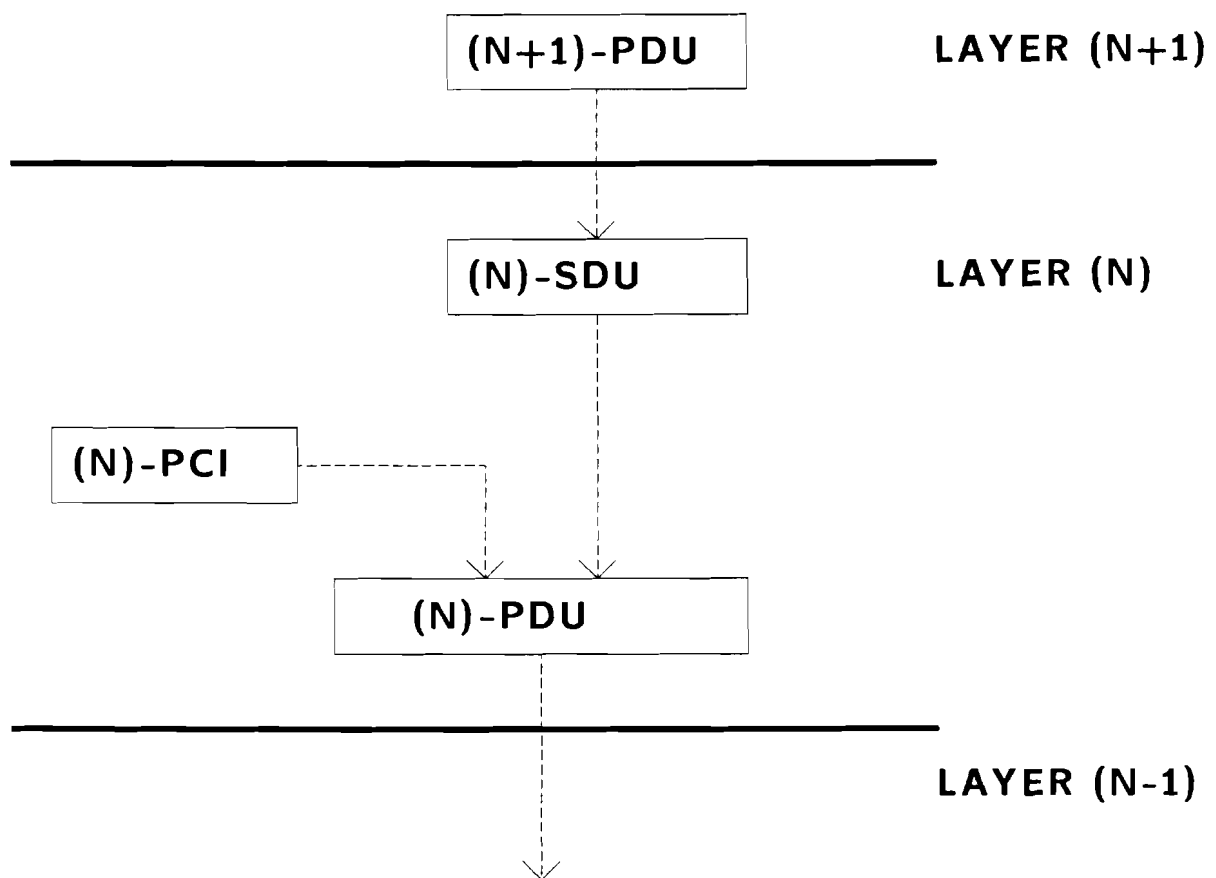 (N+1)-PDU
LAYER (N+1)
(N)-SDU
LAYER (N)
(N)-PCI
(N)-PDU
LAYER (N-1)